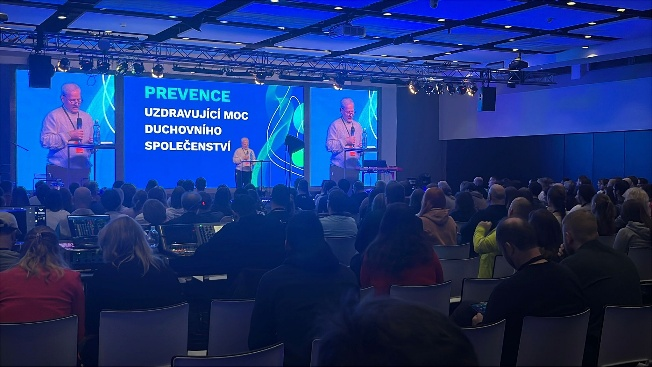 PREVENCE
UZDRAVUJÍCÍ MOC
DUCHOVNÍHO
SPOLEČENSTVÍ